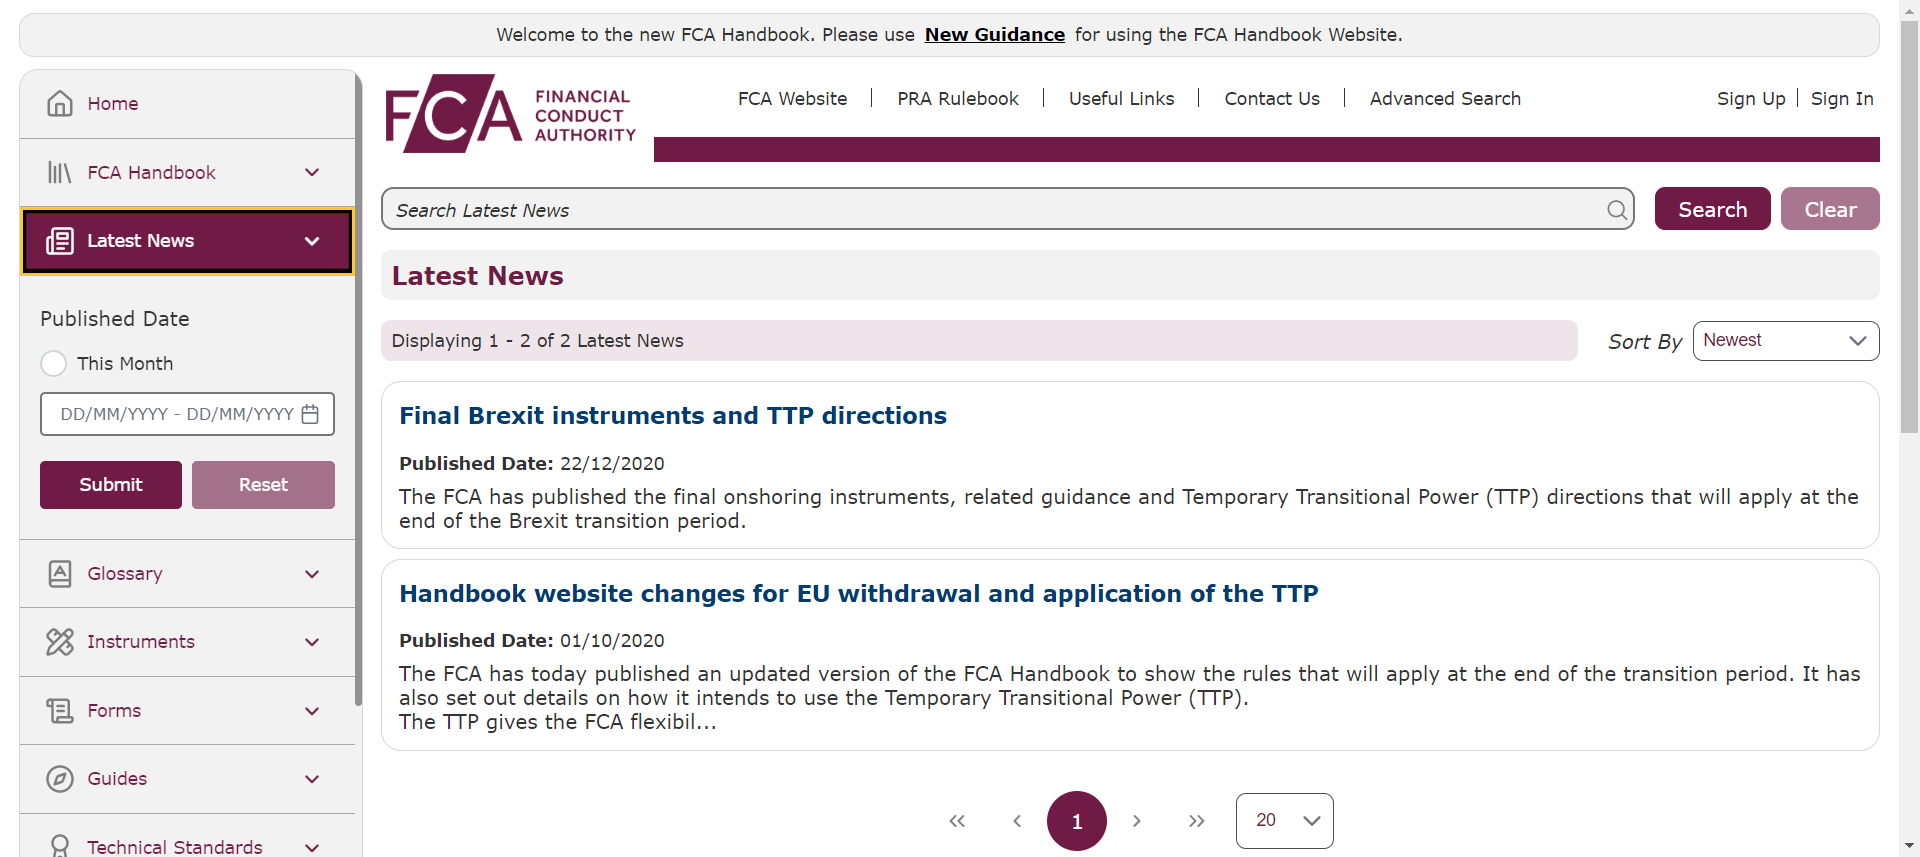 Welcome to the new FCA Handbook. Please use New Guidance for using the FCA Handbook Website.
Home
FCA Handbook
Latest News
Published Date
This Month
DD/MM/YYYY - DD/MM/YYYY
Submit Reset
Glossary
Instruments
Forms
Guides
Technical Standards
FCA FINANCIAL
CONDUCT
AUTHORITY
FCA Website PRA Rulebook Useful Links Contact Us Advanced Search Sign Up Sign In
Search Latest News Search Clear
Latest News
Displaying 1 - 2 of 2 Latest News Sort By Newest
Final Brexit instruments and TTP directions
Published Date: 22/12/2020
The FCA has published the final onshoring instruments, related guidance and Temporary Transitional Power (TTP) directions that will apply at the
end of the Brexit transition period.
Handbook website changes for EU withdrawal and application of the TTP
Published Date: 01/10/2020
The FCA has today published an updated version of the FCA Handbook to show the rules that will apply at the end of the transition period. It has
also set out details on how it intends to use the Temporary Transitional Power (TTP).
The TTP gives the FCA flexibil...
1 20